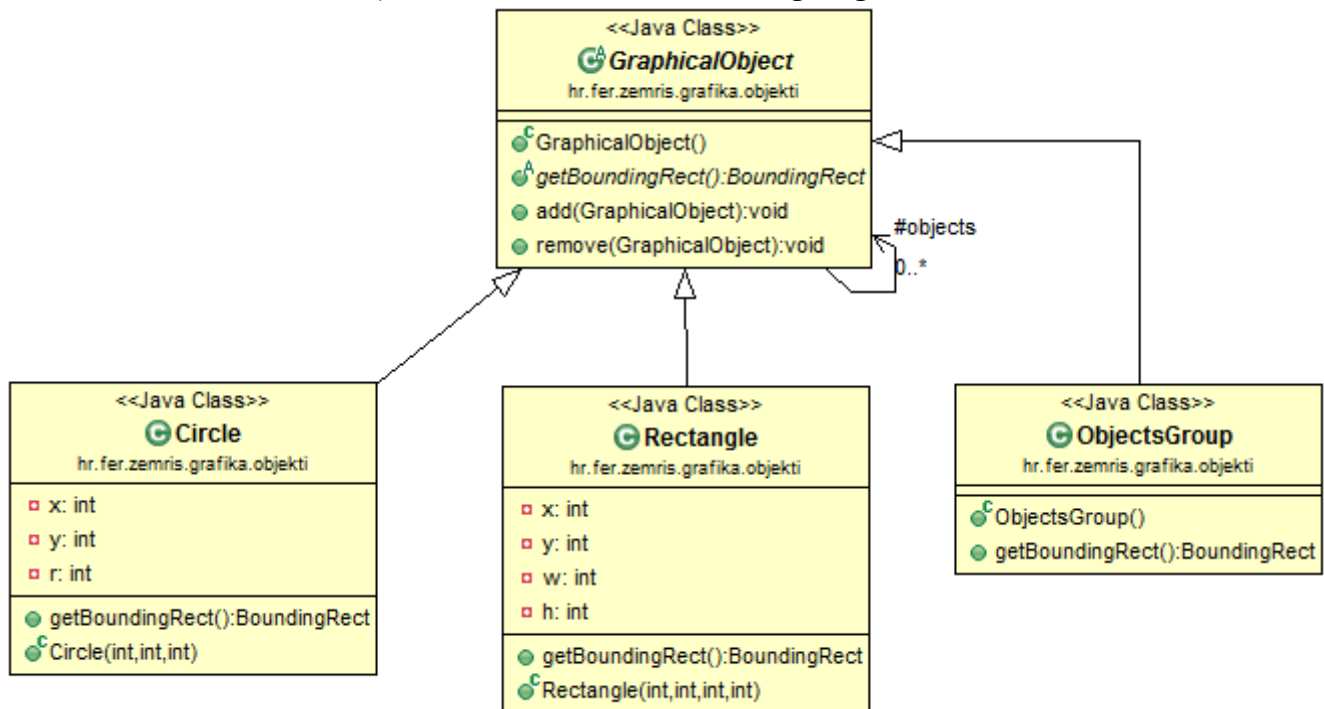 <<Java Class>>
GraphicalObject
hr.fer.zemris.grafika.objekti
GraphicalObject()
getBoundingRect():BoundingRect
add(GraphicalObject):void
remove(GraphicalObject):void
#objects
0..*
<<Java Class>>
Circle
hr.fer.zemris.grafika.objekti
x: int
y: int
r: int
getBoundingRect():BoundingRect
Circle(int,int,int)
<<Java Class>>
Rectangle
hr.fer.zemris.grafika.objekti
x: int
y: int
w: int
h: int
getBoundingRect():BoundingRect
Rectangle(int,int,int,int)
<<Java Class>>
ObjectsGroup
hr.fer.zemris.grafika.objekti
ObjectsGroup()
getBoundingRect():BoundingRect